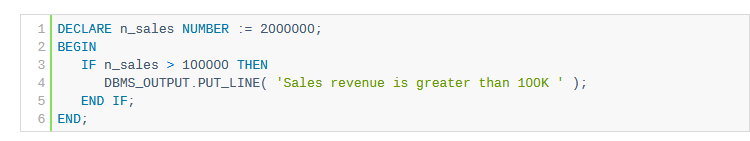 1 DECLARE n_sales NUMBER := 2000000;
2 BEGIN
3    IF n_sales > 100000 THEN
4       DBMS_OUTPUT.PUT_LINE( 'Sales revenue is greater than 100K ' );
5    END IF;
6 END;